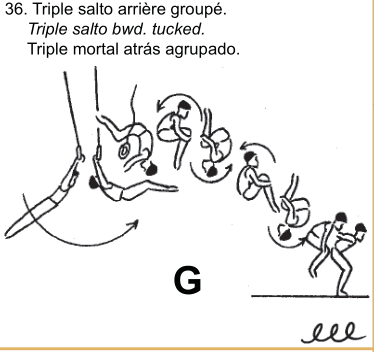 36. Triple salto arrière groupé.
Triple salto bwd. tucked.
Triple mortal atrás agrupado.
G